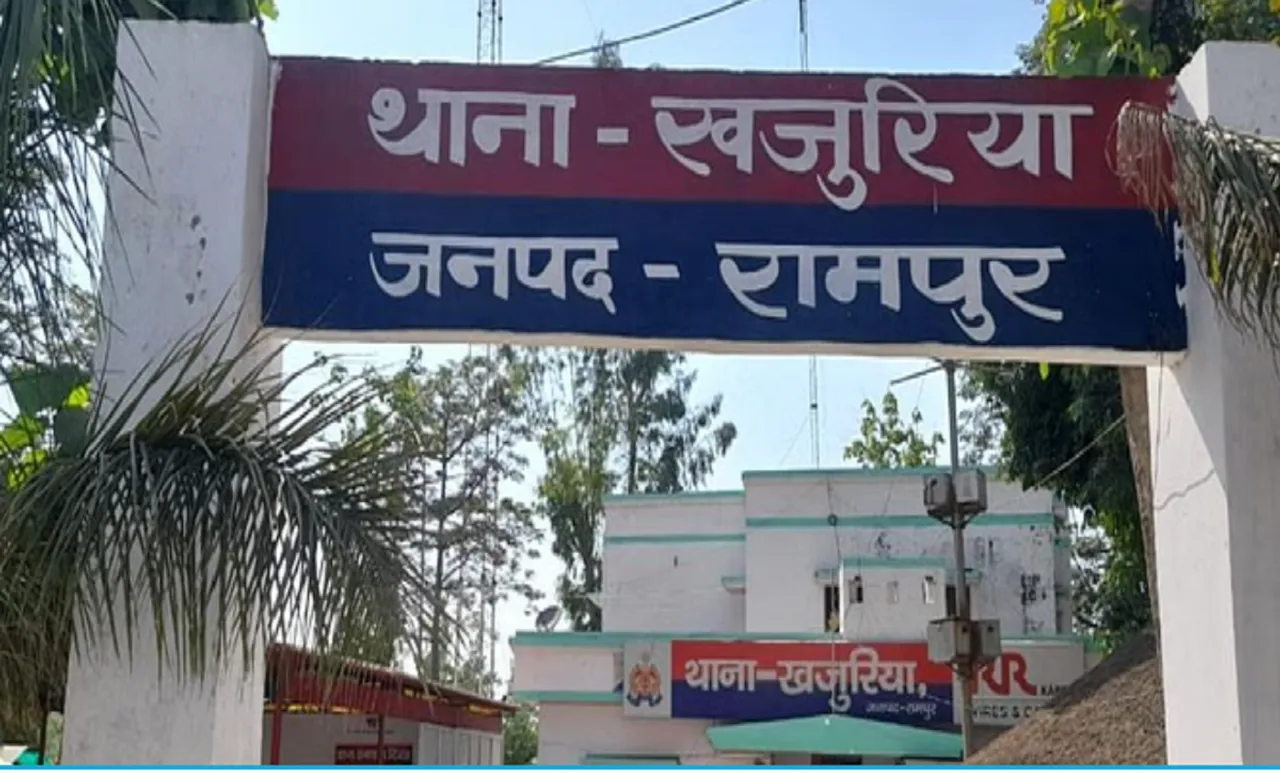 थाना - खजुरिया
जनपद - रामपुर
थाना-खजुरिया,
जनपद-रामपुर